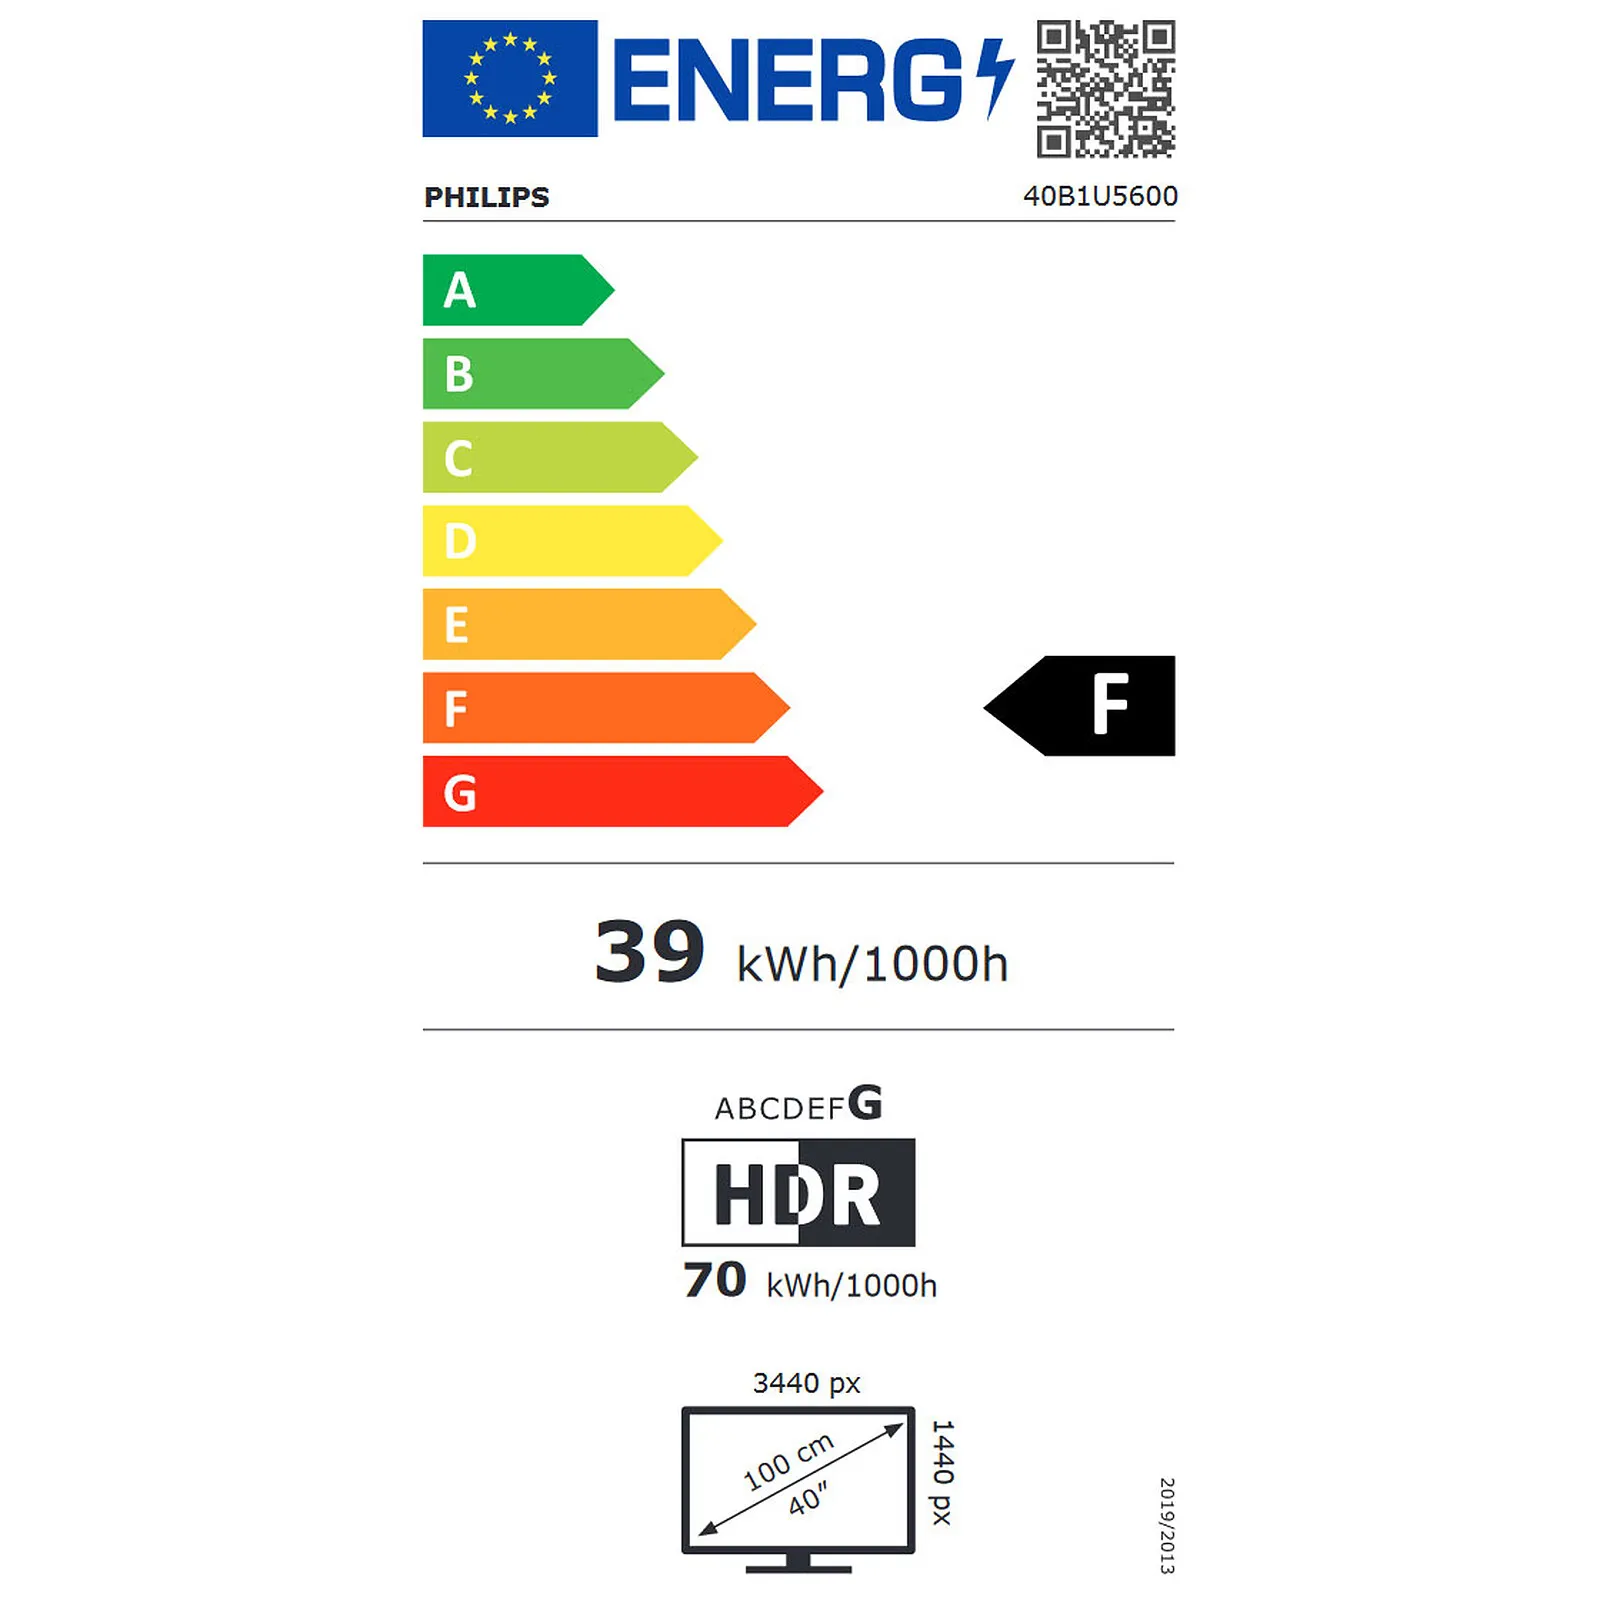 ENERG
PHILIPS
40B1U5600
A
B
C
D
E
F
F
G
39 kWh/1000h
ABCDEFG
HDR
70 kWh/1000h
3440 px
1440 px
100 cm
40”
2019/2013